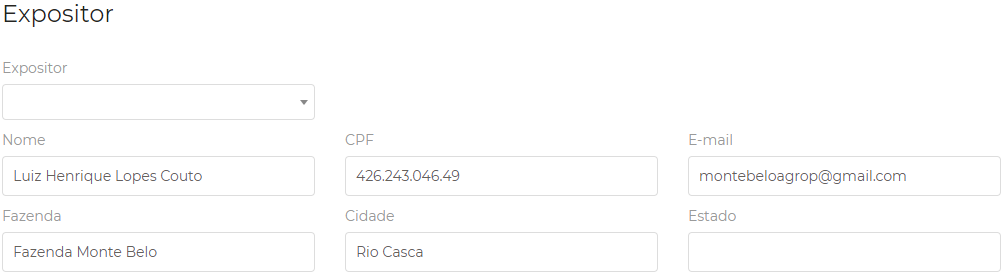 Expositor
Expositor
Nome CPF E-mail
Luiz Henrique Lopes Couto 426.243.046.49 montebeloagrop@gmail.com
Fazenda Cidade Estado
Fazenda Monte Belo Rio Casca